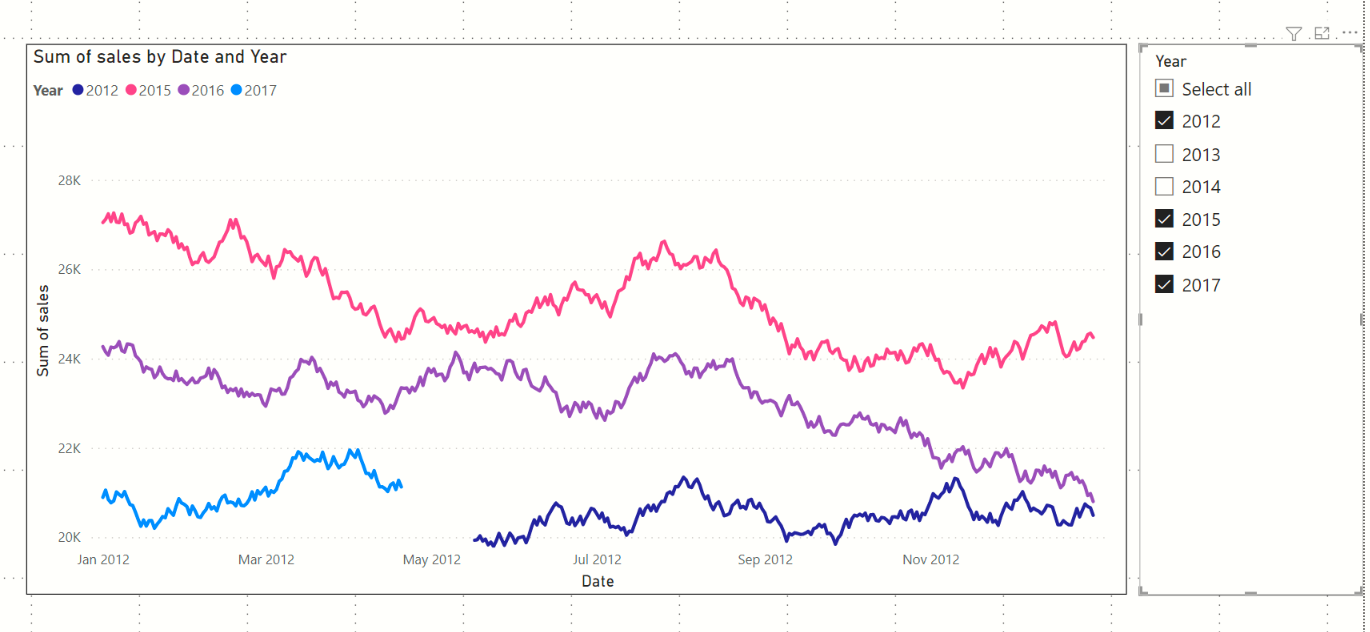 Sum of sales by Date and Year
Year 2012 2015 2016 2017
28K
26K
24K
22K
20K
Sum of sales
Jan 2012 Mar 2012 May 2012 Jul 2012 Sep 2012 Nov 2012
Date
Year
Select all
2012
2013
2014
2015
2016
2017